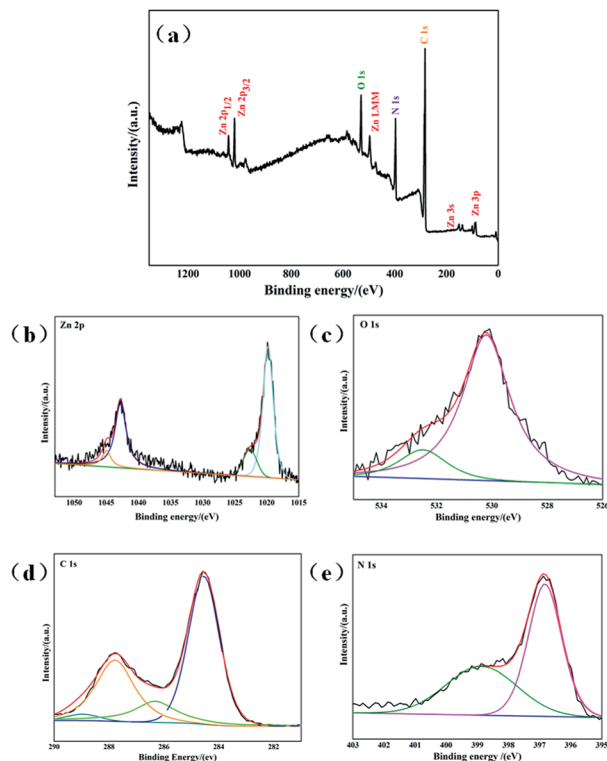 (a)
Zn 2p1/2
Zn 2p3/2
O 1s
Zn LMM
N 1s
C 1s
Zn 3s
Zn 3p
Intensity/(a.u.)
1200 1000 800 600 400 200 0
Binding energy/(eV)
(b)
Zn 2p
Intensity/(a.u.)
1050 1045 1040 1035 1030 1025 1020 1015
Binding energy/(eV)
(c)
O 1s
Intensity/(a.u.)
534 532 530 528 526
Binding energy/(eV)
(d)
C 1s
Intensity/(a.u.)
290 288 286 284 282
Binding Energy/(ev)
(e)
N 1s
Intensity/(a.u.)
403 402 401 400 399 398 397 396 395
Binding energy/(eV)